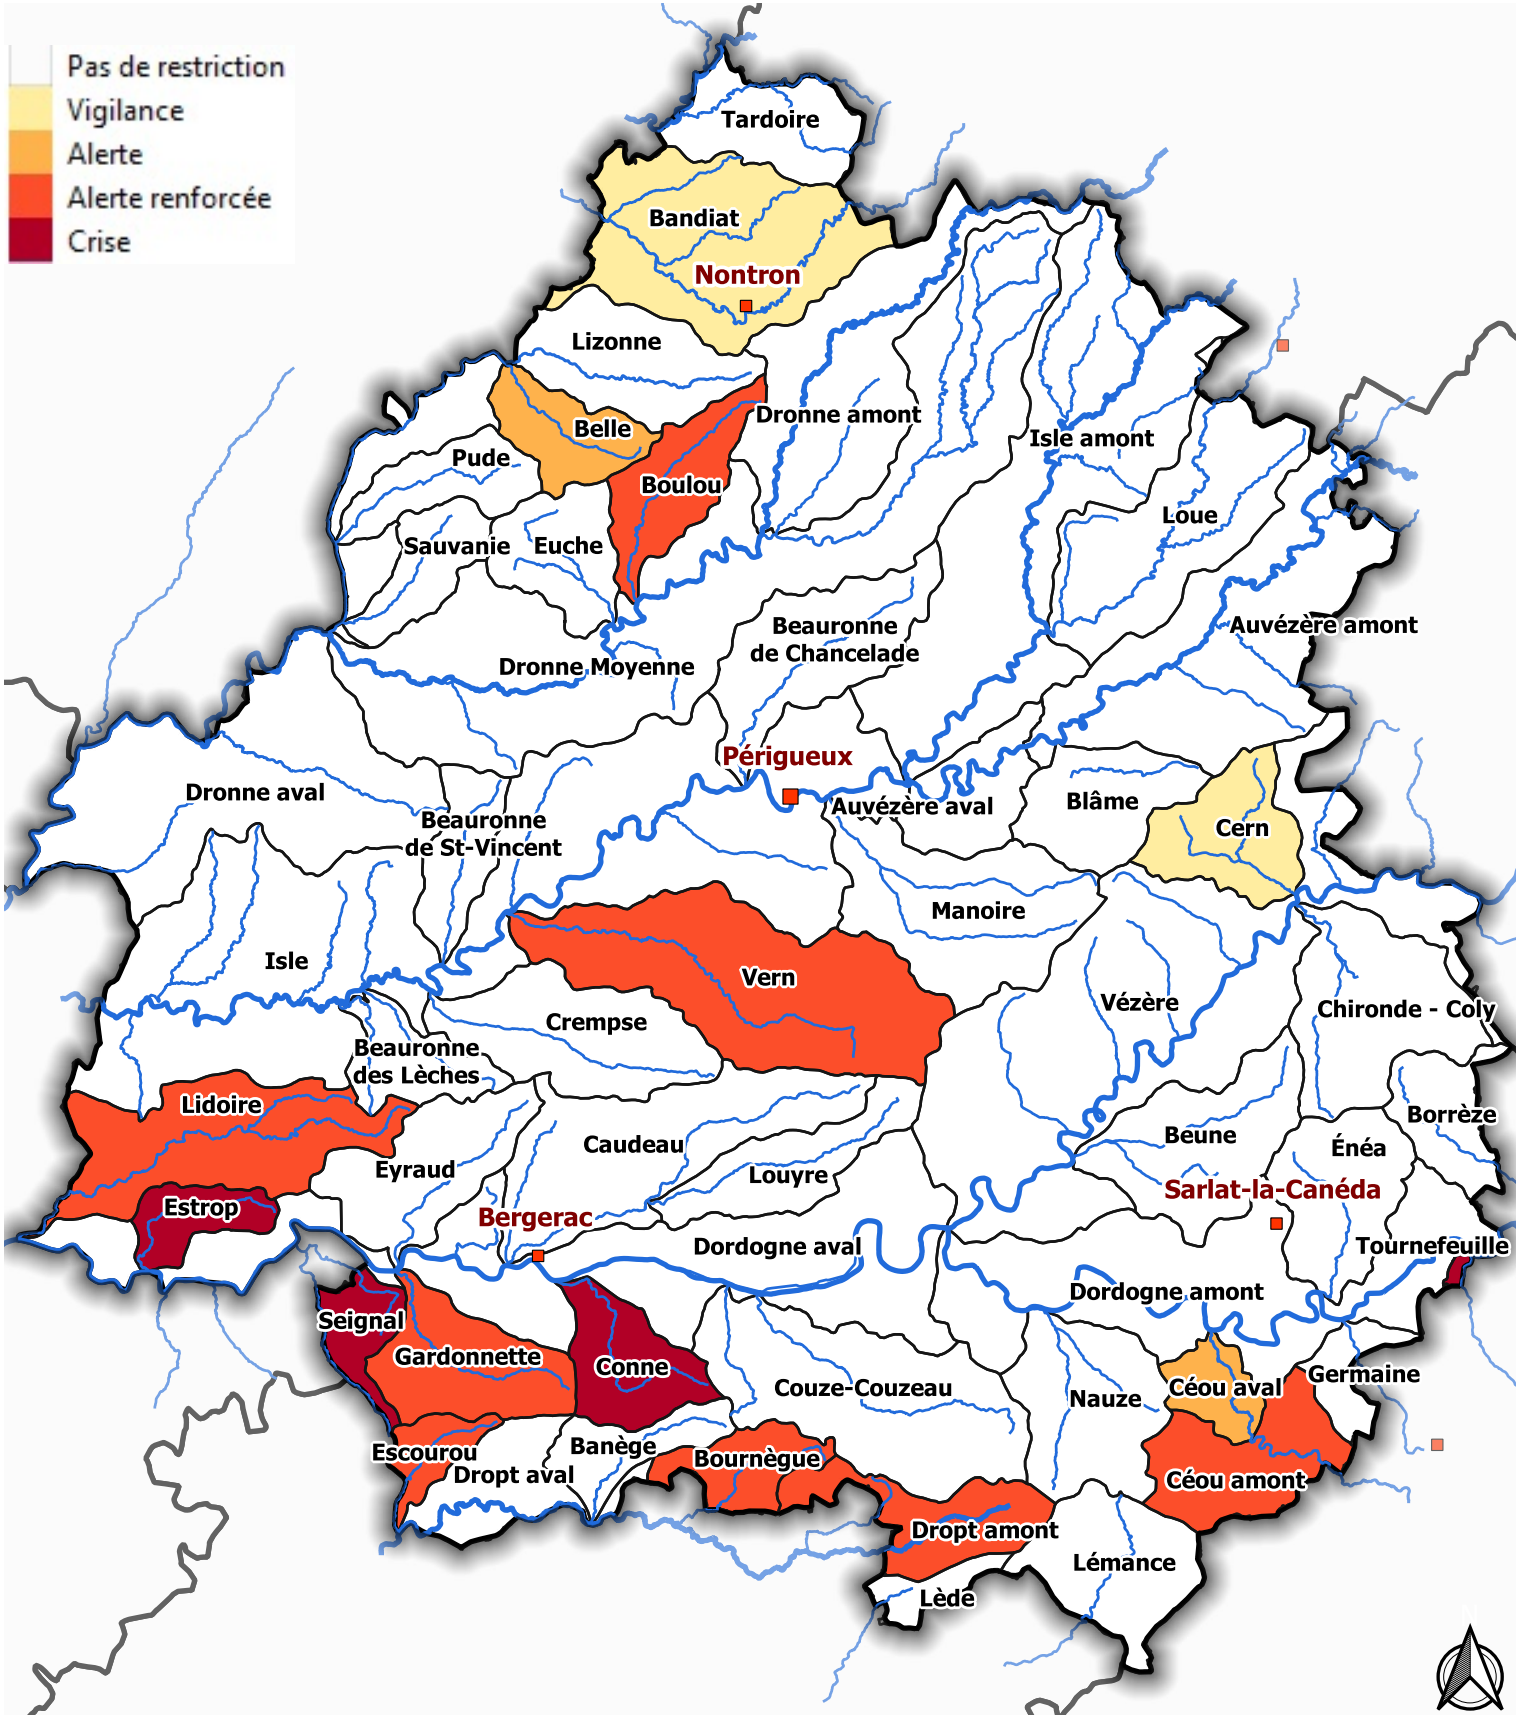 Pas de restriction
Vigilance
Alerte
Alerte renforcée
Crise
Tardoire
Bandiat
Nontron
Lizonne
Dronne amont
Belle
Isle amont
Pude
Boulou
Loue
Sauvanie
Euche
Beauronne
de Chancelade
Auvézère amont
Dronne Moyenne
Périgueux
Dronne aval
Auvézère aval
Blâme
Beauronne
de St-Vincent
Cern
Manoire
Isle
Vern
Vézère
Chironde - Coly
Crempse
Beauronne
des Lèches
Lidoire
Borrèze
Caudeau
Beune
Énéa
Eyraud
Louyre
Sarlat-la-Canéda
Estrop
Bergerac
Dordogne aval
Tournefeuille
Dordogne amont
Seignal
Gardonnette
Conne
Germaine
Couze-Couzeau
Céou aval
Nauze
Banège
Escourou
Bournègue
Dropt aval
Céou amont
Dropt amont
Lémance
Lède
N